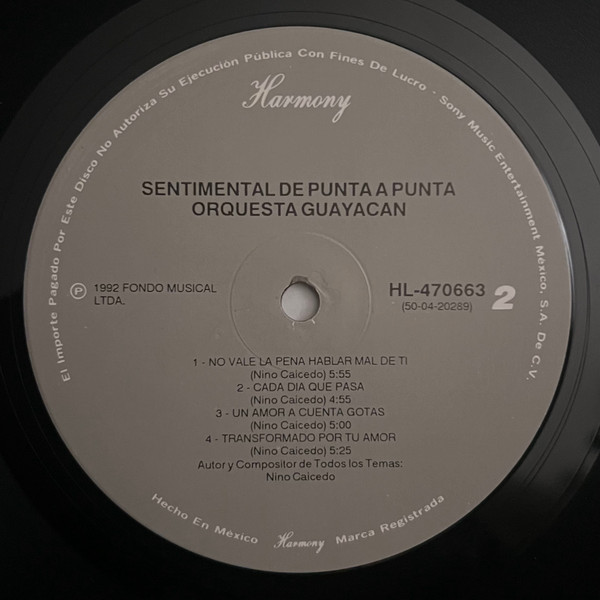 El Importe Pagado Por Este Disco No Autoriza Su Ejecución Pública Con Fines De Lucro · Sony Music Entertainment México, S.A. De C.V.
Harmony
SENTIMENTAL DE PUNTA A PUNTA
ORQUESTA GUAYACAN
℗ 1992 FONDO MUSICAL
LTDA.
HL-470663 2
(50-04-20269)
1 - NO VALE LA PENA HABLAR MAL DE TI
(Nino Caicedo) 5:55
2 - CADA DIA QUE PASA
(Nino Caicedo) 4:55
3 - UN AMOR A CUENTA GOTAS
(Nino Caicedo) 5:00
4 - TRANSFORMADO POR TU AMOR
(Nino Caicedo) 5:25
Autor y Compositor de Todos los Temas:
Nino Caicedo
Hecho En México Harmony Marca Registrada